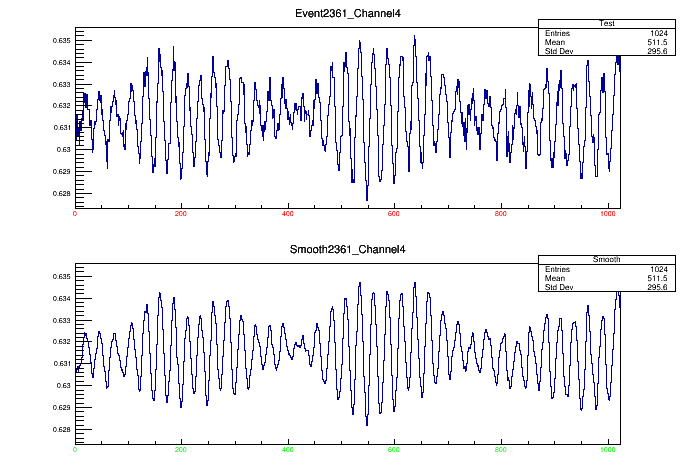 Event2361_Channel4
Test
Entries 1024
Mean 511.5
Std Dev 295.6
0.635
0.634
0.633
0.632
0.631
0.63
0.629
0.628
0 200 400 600 800 1000
Smooth2361_Channel4
Smooth
Entries 1024
Mean 511.5
Std Dev 295.6
0.635
0.634
0.633
0.632
0.631
0.63
0.629
0.628
0 200 400 600 800 1000